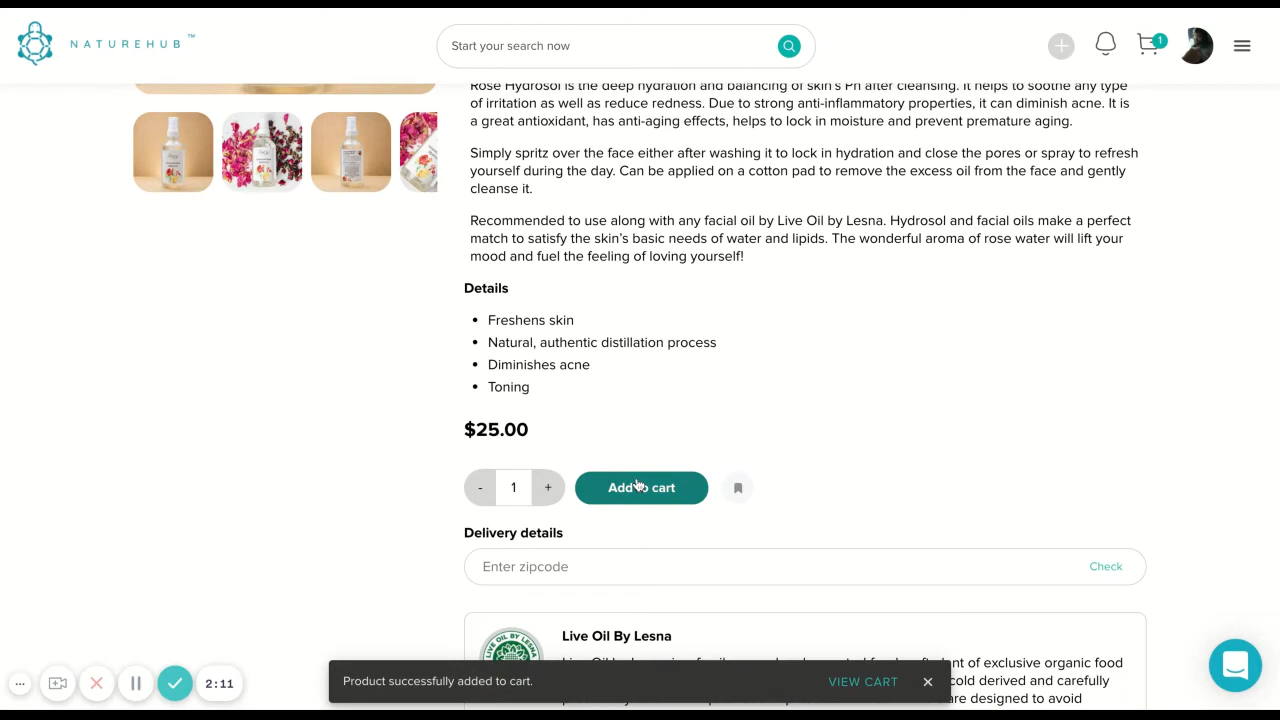 NATUREHUB™
Start your search now
1
Rose Hydrosol is the deep hydration and balancing of skin's Ph after cleansing. It helps to soothe any type
of irritation as well as reduce redness. Due to strong anti-inflammatory properties, it can diminish acne. It is
a great antioxidant, has anti-aging effects, helps to lock in moisture and prevent premature aging.
Simply spritz over the face either after washing it to lock in hydration and close the pores or spray to refresh
yourself during the day. Can be applied on a cotton pad to remove the excess oil from the face and gently
cleanse it.
Recommended to use along with any facial oil by Live Oil by Lesna. Hydrosol and facial oils make a perfect
match to satisfy the skin's basic needs of water and lipids. The wonderful aroma of rose water will lift your
mood and fuel the feeling of loving yourself!
Details
• Freshens skin
• Natural, authentic distillation process
• Diminishes acne
• Toning
$25.00
- 1 +
Add to cart
Delivery details
Enter zipcode
Check
LIVE OIL BY LESNA
Live Oil By Lesna
ant of exclusive organic food
cold derived and carefully
are designed to avoid
Product successfully added to cart.
VIEW CART
2:11